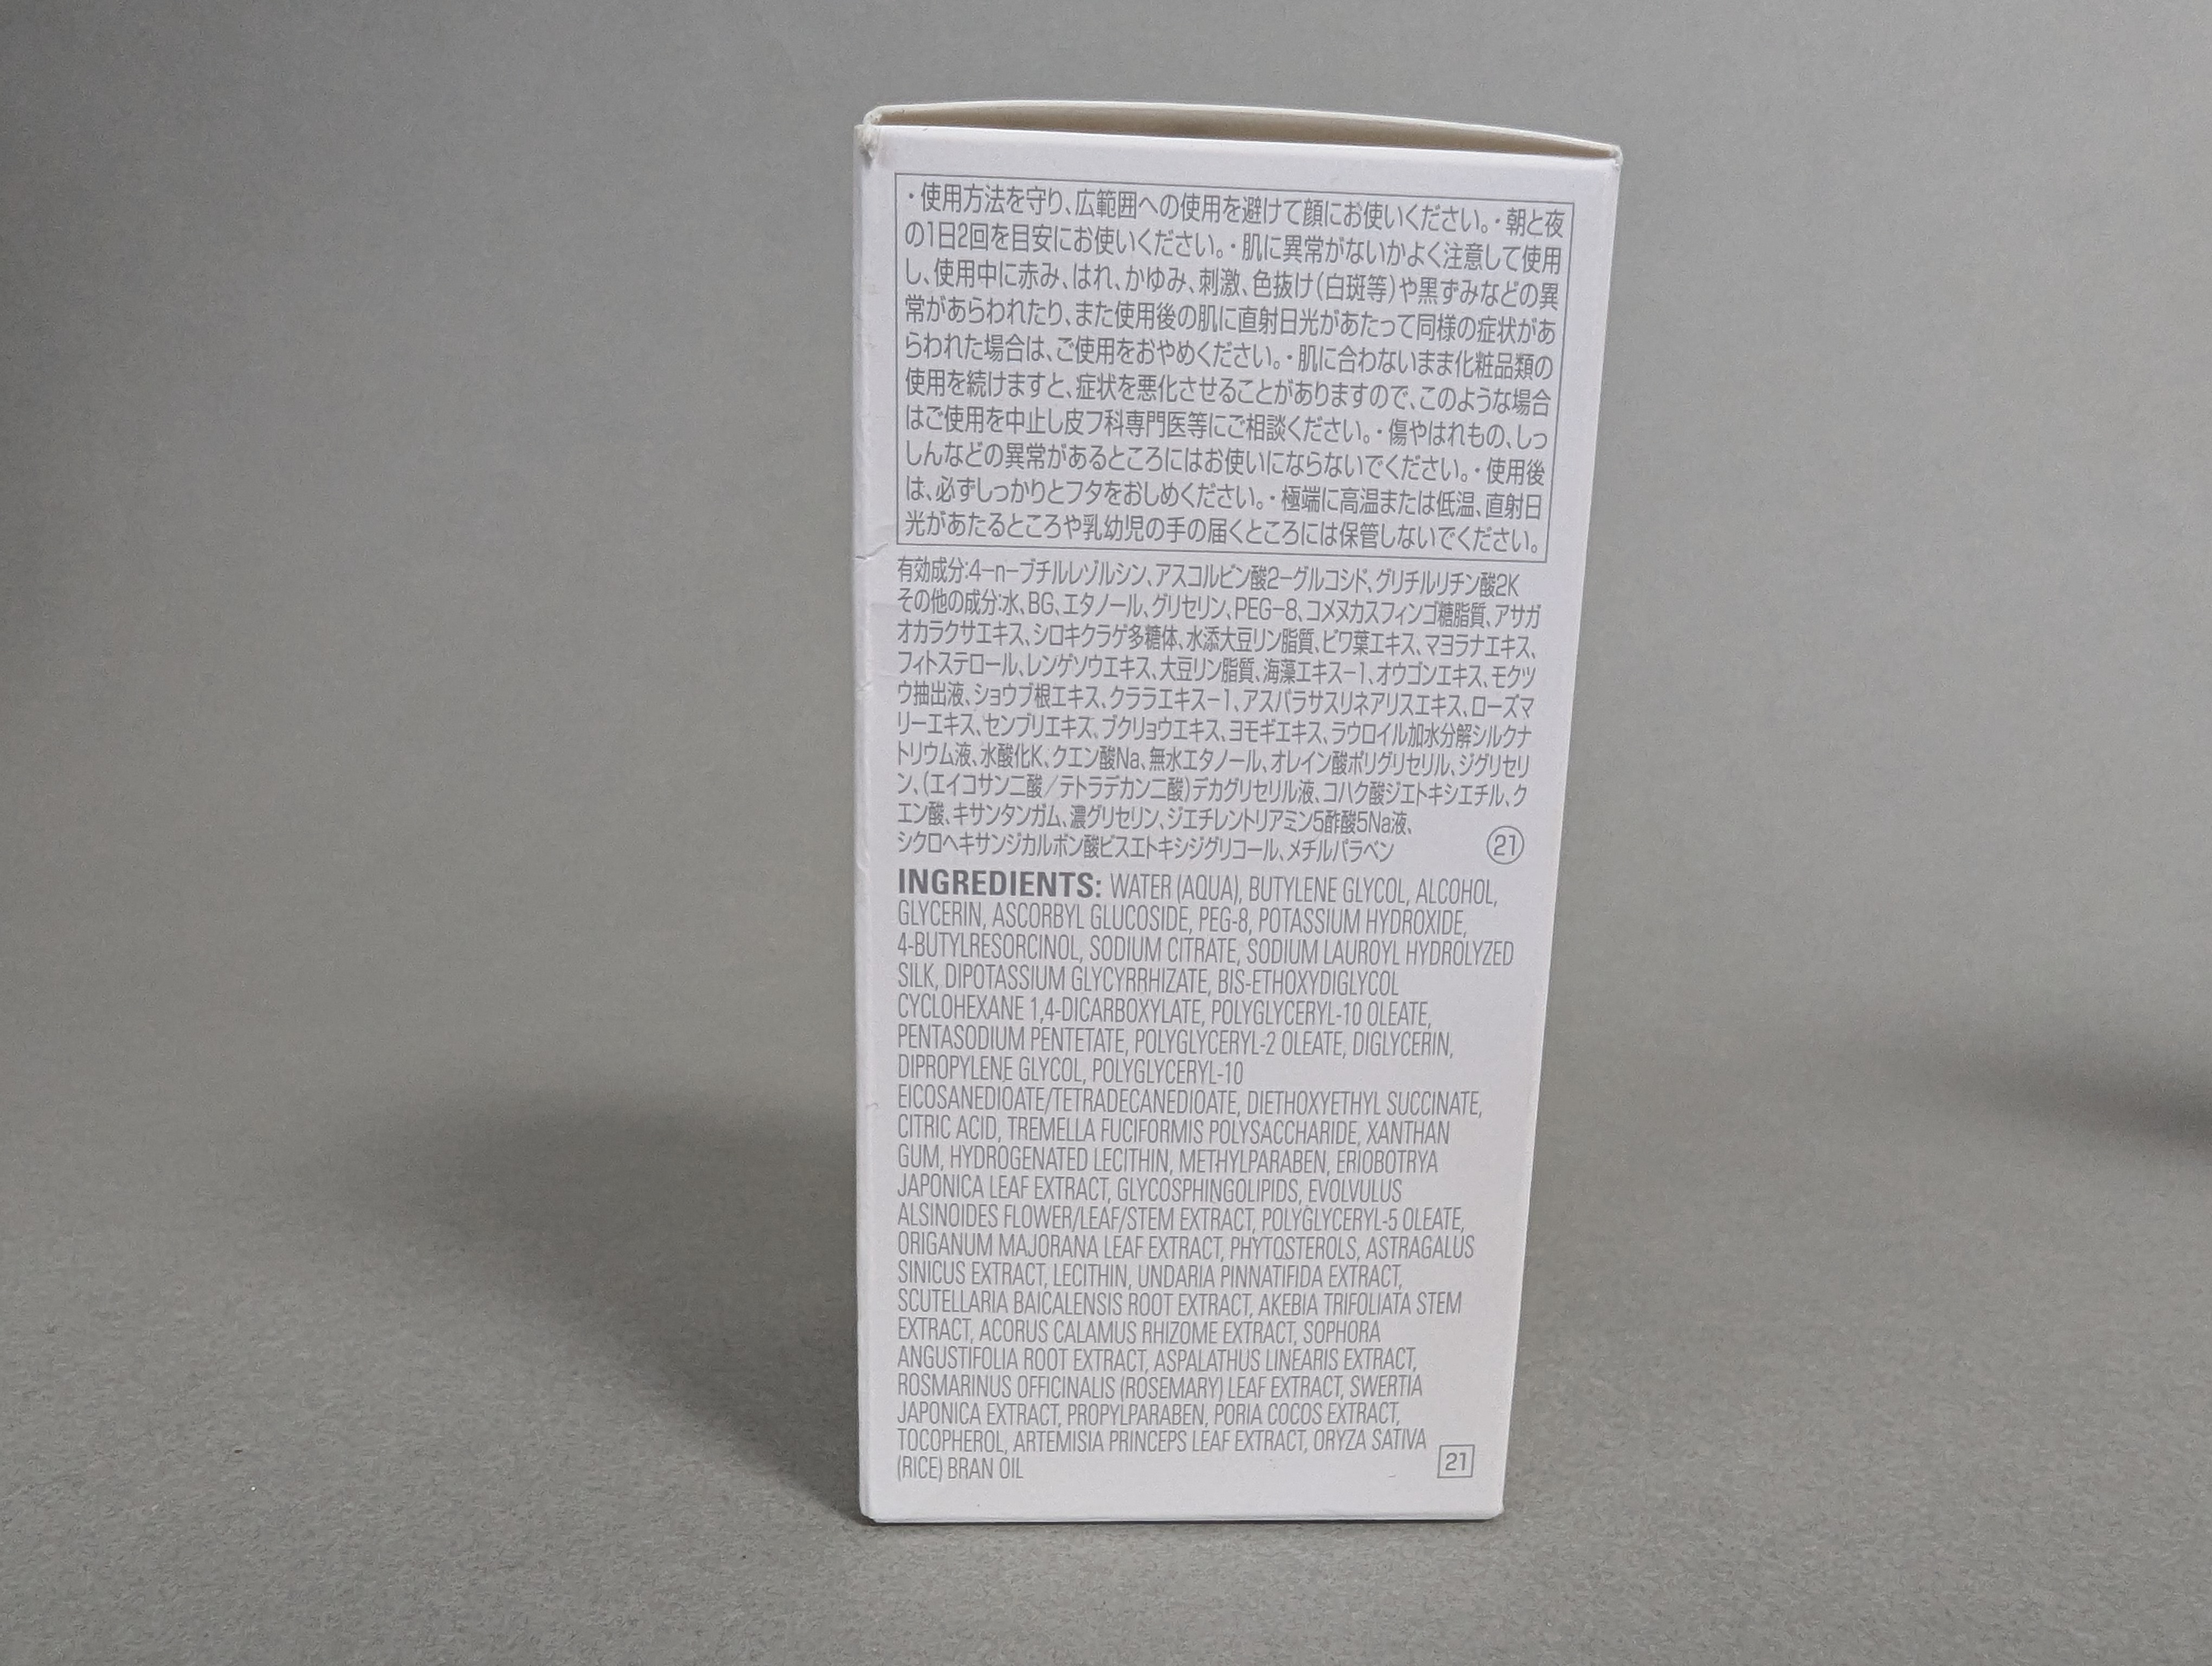 ・使用方法を守り、広範囲への使用を避けて顔にお使いください。・朝と夜
の1日2回を目安にお使いください。・肌に異常がないかよく注意して使用
し、使用中に赤み、はれ、かゆみ、刺激、色抜け(白斑等)や黒ずみなどの異
常があらわれたり、また使用後の肌に直射日光があたって同様の症状があ
らわれた場合は、ご使用をおやめください。・肌に合わないまま化粧品類の
使用を続けますと、症状を悪化させることがありますので、このような場合
はご使用を中止し皮フ科専門医等にご相談ください。・傷やはれもの、しっ
しんなどの異常があるところにはお使いにならないでください。・使用後
は、必ずしっかりとフタをおしめください。・極端に高温または低温、直射日
光があたるところや乳幼児の手の届くところには保管しないでください。
有効成分:4-n-ブチルレゾルシン、アスコルビン酸2-グルコシド、グリチルリチン酸2K
その他の成分:水、BG、エタノール、グリセリン、PEG-8、コメヌカスフィンゴ糖脂質、アサガ
オカラクサエキス、シロキクラゲ多糖体、水添大豆リン脂質、ビワ葉エキス、マヨラナエキス、
フィトステロール、レンゲソウエキス、大豆リン脂質、海藻エキス-1、オウゴンエキス、モクツ
ウ抽出液、ショウブ根エキス、クララエキス-1、アスパラサスリネアリスエキス、ローズマ
リーエキス、センブリエキス、ブクリョウエキス、ヨモギエキス、ラウロイル加水分解シルクナ
トリウム液、水酸化K、クエン酸Na、無水エタノール、オレイン酸ポリグリセリル、ジグリセリ
ン、(エイコサン二酸/テトラデカン二酸)デカグリセリル液、コハク酸ジエトキシエチル、ク
エン酸、キサンタンガム、濃グリセリン、ジエチレントリアミン5酢酸5Na液、
シクロヘキサンジカルボン酸ビスエトキシジグリコール、メチルパラベン
21
INGREDIENTS: WATER (AQUA), BUTYLENE GLYCOL, ALCOHOL,
GLYCERIN, ASCORBYL GLUCOSIDE, PEG-8, POTASSIUM HYDROXIDE,
4-BUTYLRESORCINOL, SODIUM CITRATE, SODIUM LAUROYL HYDROLYZED
SILK, DIPOTASSIUM GLYCYRRHIZATE, BIS-ETHOXYDIGLYCOL
CYCLOHEXANE 1,4-DICARBOXYLATE, POLYGLYCERYL-10 OLEATE,
PENTASODIUM PENTETATE, POLYGLYCERYL-2 OLEATE, DIGLYCERIN,
DIPROPYLENE GLYCOL, POLYGLYCERYL-10
EICOSANEDIOATE/TETRADECANEDIOATE, DIETHOXYETHYL SUCCINATE,
CITRIC ACID, TREMELLA FUCIFORMIS POLYSACCHARIDE, XANTHAN
GUM, HYDROGENATED LECITHIN, METHYLPARABEN, ERIOBOTRYA
JAPONICA LEAF EXTRACT, GLYCOSPHINGOLIPIDS, EVOLVULUS
ALSINOIDES FLOWER/LEAF/STEM EXTRACT, POLYGLYCERYL-5 OLEATE,
ORIGANUM MAJORANA LEAF EXTRACT, PHYTOSTEROLS, ASTRAGALUS
SINICUS EXTRACT, LECITHIN, UNDARIA PINNATIFIDA EXTRACT,
SCUTELLARIA BAICALENSIS ROOT EXTRACT, AKEBIA TRIFOLIATA STEM
EXTRACT, ACORUS CALAMUS RHIZOME EXTRACT, SOPHORA
ANGUSTIFOLIA ROOT EXTRACT, ASPALATHUS LINEARIS EXTRACT,
ROSMARINUS OFFICINALIS (ROSEMARY) LEAF EXTRACT, SWERTIA
JAPONICA EXTRACT, PROPYLPARABEN, PORIA COCOS EXTRACT,
TOCOPHEROL, ARTEMISIA PRINCEPS LEAF EXTRACT, ORYZA SATIVA
(RICE) BRAN OIL
21